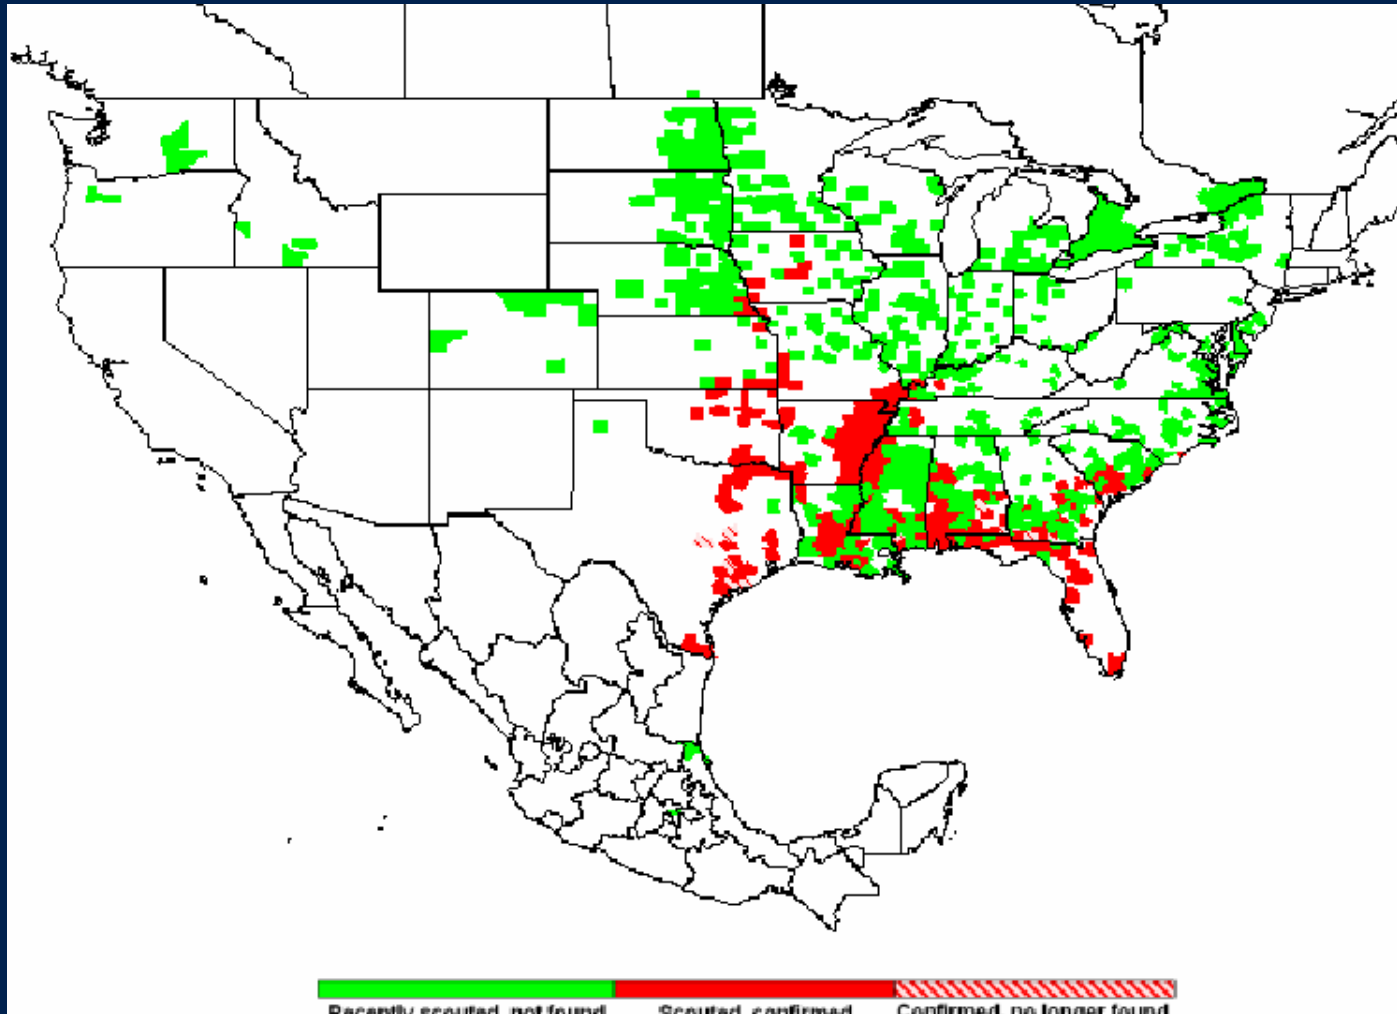 Recently scouted, not found
Scouted, confirmed
Confirmed, no longer found